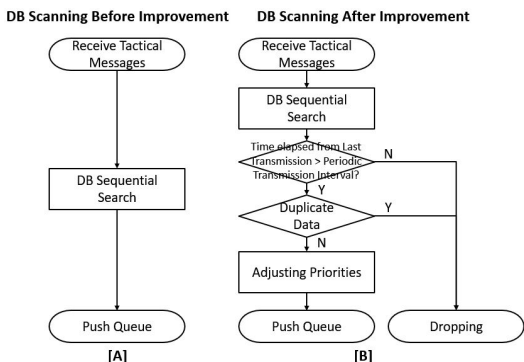 DB Scanning Before Improvement
Receive Tactical
Messages
DB Sequential
Search
Push Queue
[A]
DB Scanning After Improvement
Receive Tactical
Messages
DB Sequential
Search
Time elapsed from Last
Transmission > Periodic
Transmission Interval?
N
Y
Duplicate
Data
Y
N
Adjusting Priorities
Push Queue
Dropping
[B]